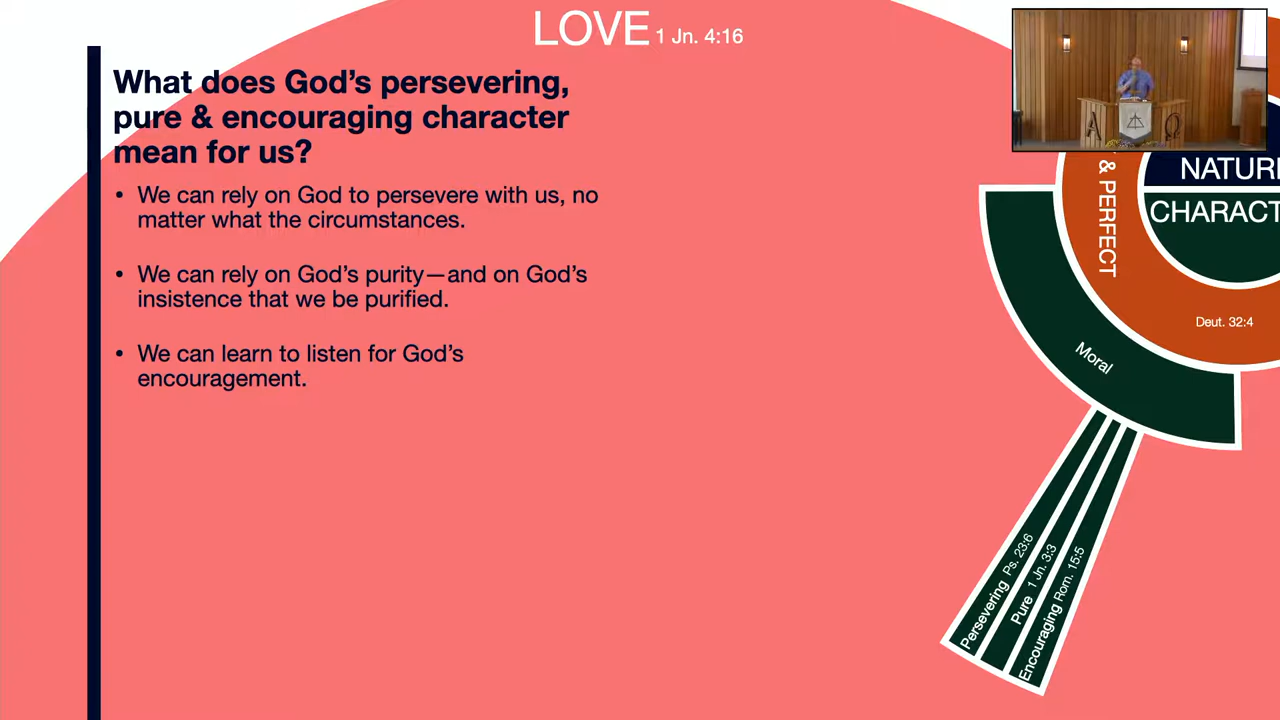 LOVE 1 Jn. 4:16
What does God’s persevering,
pure & encouraging character
mean for us?
• We can rely on God to persevere with us, no
matter what the circumstances.
• We can rely on God’s purity—and on God’s
insistence that we be purified.
• We can learn to listen for God’s
encouragement.
Α Ω
& PERFECT
CHARACT
Deut. 32:4
Moral
Persevering Ps. 23:6
Pure 1 Jn. 3:3
Encouraging Rom. 15:5